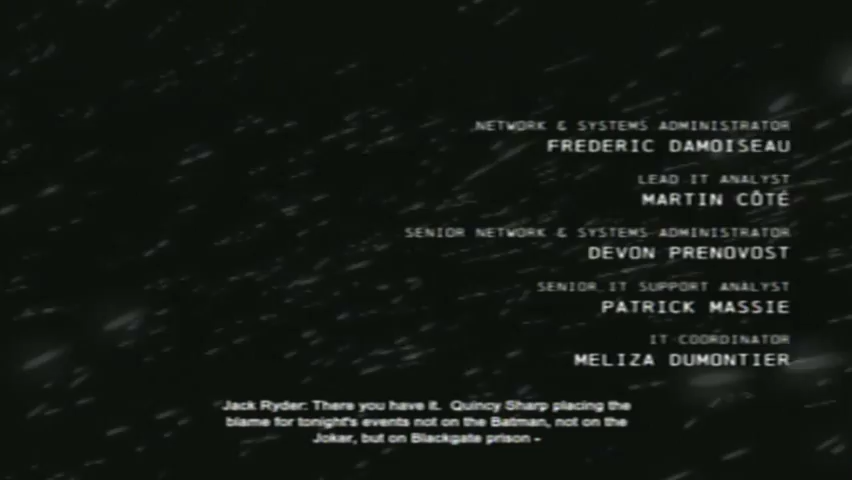 NETWORK & SYSTEMS ADMINISTRATOR
FREDERIC DAMOISEAU
LEAD IT ANALYST
MARTIN CÔTÉ
SENIOR NETWORK & SYSTEMS ADMINISTRATOR
DEVON PRENOVOST
SENIOR IT SUPPORT ANALYST
PATRICK MASSIE
IT COORDINATOR
MELIZA DUMONTIER
Jack Ryder: There you have it. Quincy Sharp placing the
blame for tonight's events not on the Batman, not on the
Joker, but on Blackgate prison -